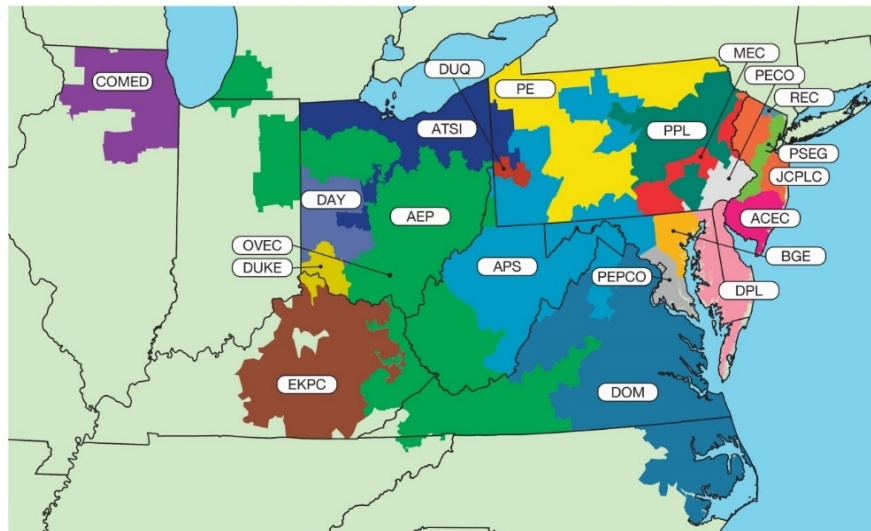 MEC
PECO
REC
COMED
DUQ
PE
ATSI
PPL
PSEG
JCPLC
DAY
AEP
ACEC
OVEC
BGE
DUKE
APS
PEPCO
DPL
EKPC
DOM